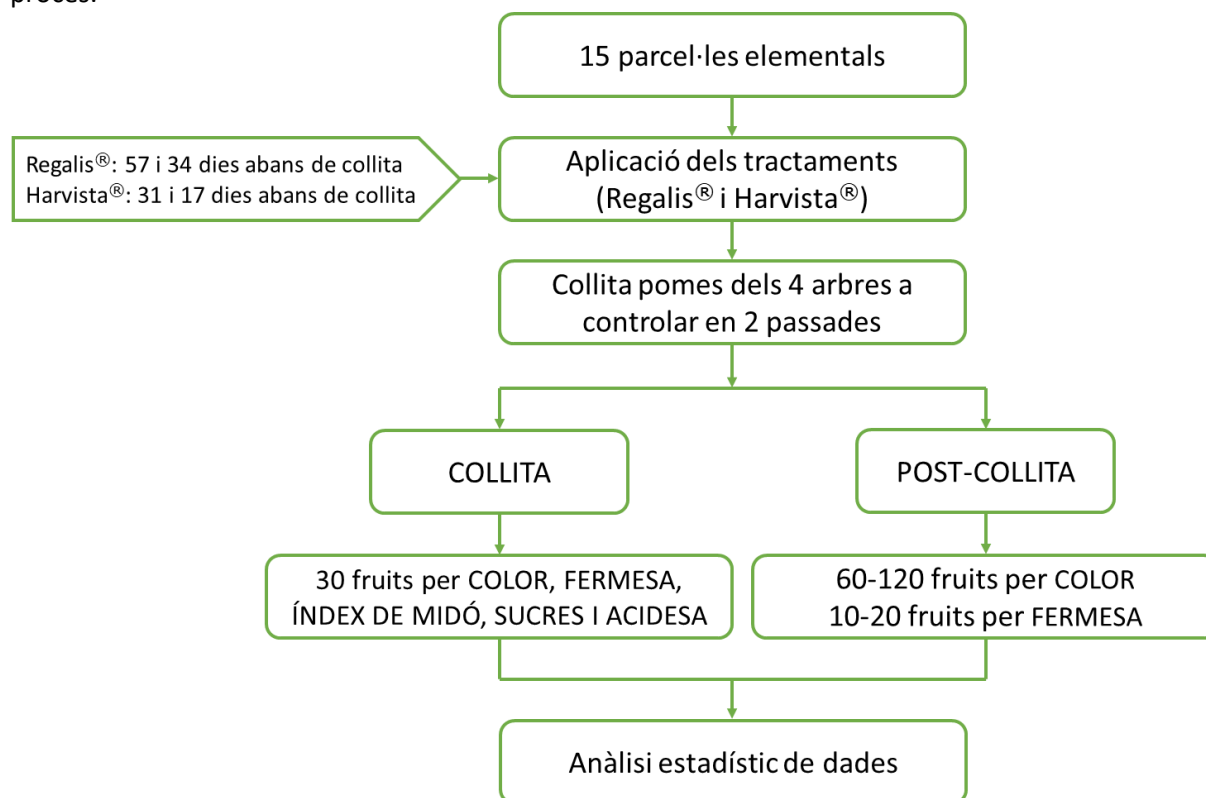 procés.
15 parcel·les elementals
Regalis®: 57 i 34 dies abans de collita
Harvista®: 31 i 17 dies abans de collita
Aplicació dels tractaments
(Regalis® i Harvista®)
Collita pomes dels 4 arbres a
controlar en 2 passades
COLLITA
POST-COLLITA
30 fruits per COLOR, FERMESA,
ÍNDEX DE MIDÓ, SUCRES I ACIDESA
60-120 fruits per COLOR
10-20 fruits per FERMESA
Anàlisi estadístic de dades